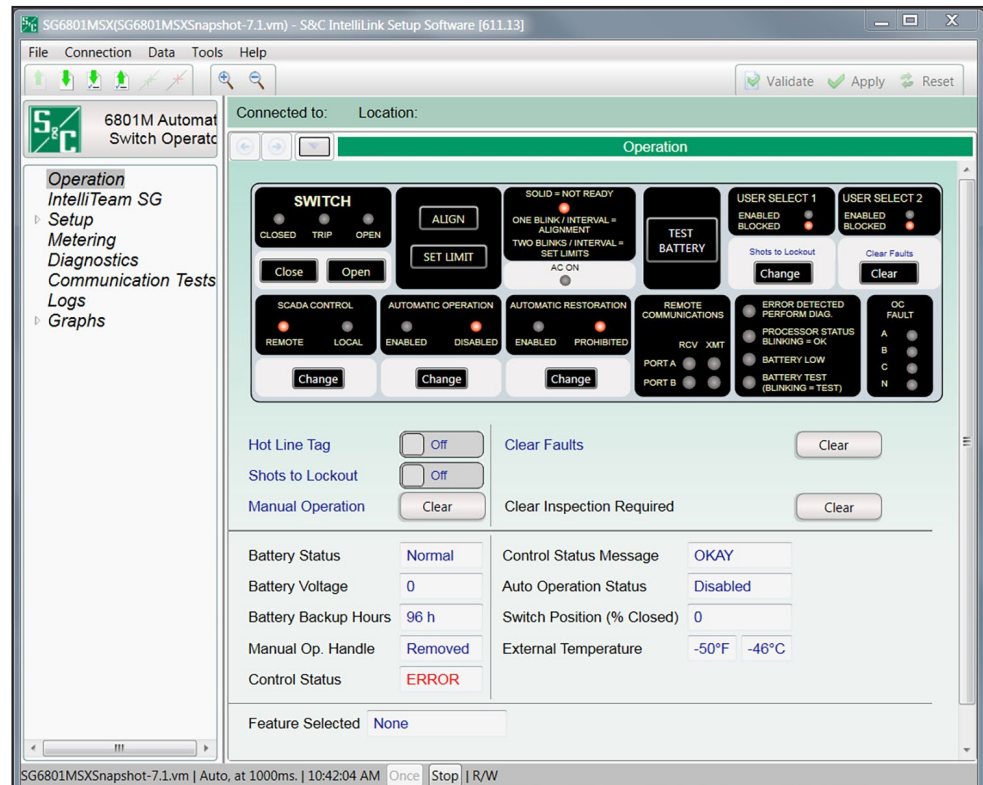 SG6801MSX(SG6801MSXSnapshot-7.1.vm) - S&C IntelliLink Setup Software [611.13]
File Connection Data Tools Help
Validate Apply Reset
S&C
6801M Automat
Switch Operato
Connected to: Location:
Operation
Operation
IntelliTeam SG
Setup
Metering
Diagnostics
Communication Tests
Logs
Graphs
SWITCH
CLOSED TRIP OPEN
Close Open
ALIGN
SET LIMIT
SOLID = NOT READY
ONE BLINK / INTERVAL =
ALIGNMENT
TWO BLINKS / INTERVAL =
SET LIMITS
AC ON
TEST
BATTERY
USER SELECT 1
ENABLED
BLOCKED
Shots to Lockout
Change
USER SELECT 2
ENABLED
BLOCKED
Clear Faults
Clear
SCADA CONTROL
REMOTE LOCAL
Change
AUTOMATIC OPERATION
ENABLED DISABLED
Change
AUTOMATIC RESTORATION
ENABLED PROHIBITED
Change
REMOTE
COMMUNICATIONS
RCV XMT
PORT A
PORT B
ERROR DETECTED
PERFORM DIAG.
PROCESSOR STATUS
BLINKING = OK
BATTERY LOW
BATTERY TEST
(BLINKING = TEST)
OC
FAULT
A
B
C
N
Hot Line Tag Off
Clear Faults Clear
Shots to Lockout Off
Manual Operation Clear
Clear Inspection Required Clear
Battery Status Normal
Control Status Message OKAY
Battery Voltage 0
Auto Operation Status Disabled
Battery Backup Hours 96 h
Switch Position (% Closed) 0
Manual Op. Handle Removed
External Temperature -50°F -46°C
Control Status ERROR
Feature Selected None
SG6801MSXSnapshot-7.1.vm | Auto, at 1000ms. | 10:42:04 AM Once Stop | R/W